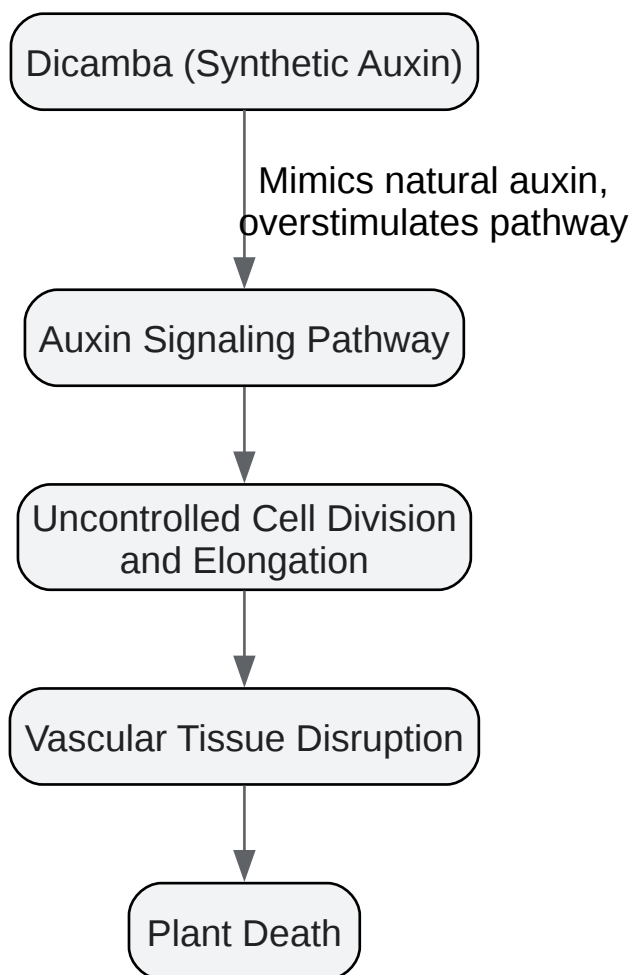 Dicamba (Synthetic Auxin)
Mimics natural auxin,
overstimulates pathway
Auxin Signaling Pathway
Uncontrolled Cell Division
and Elongation
Vascular Tissue Disruption
Plant Death